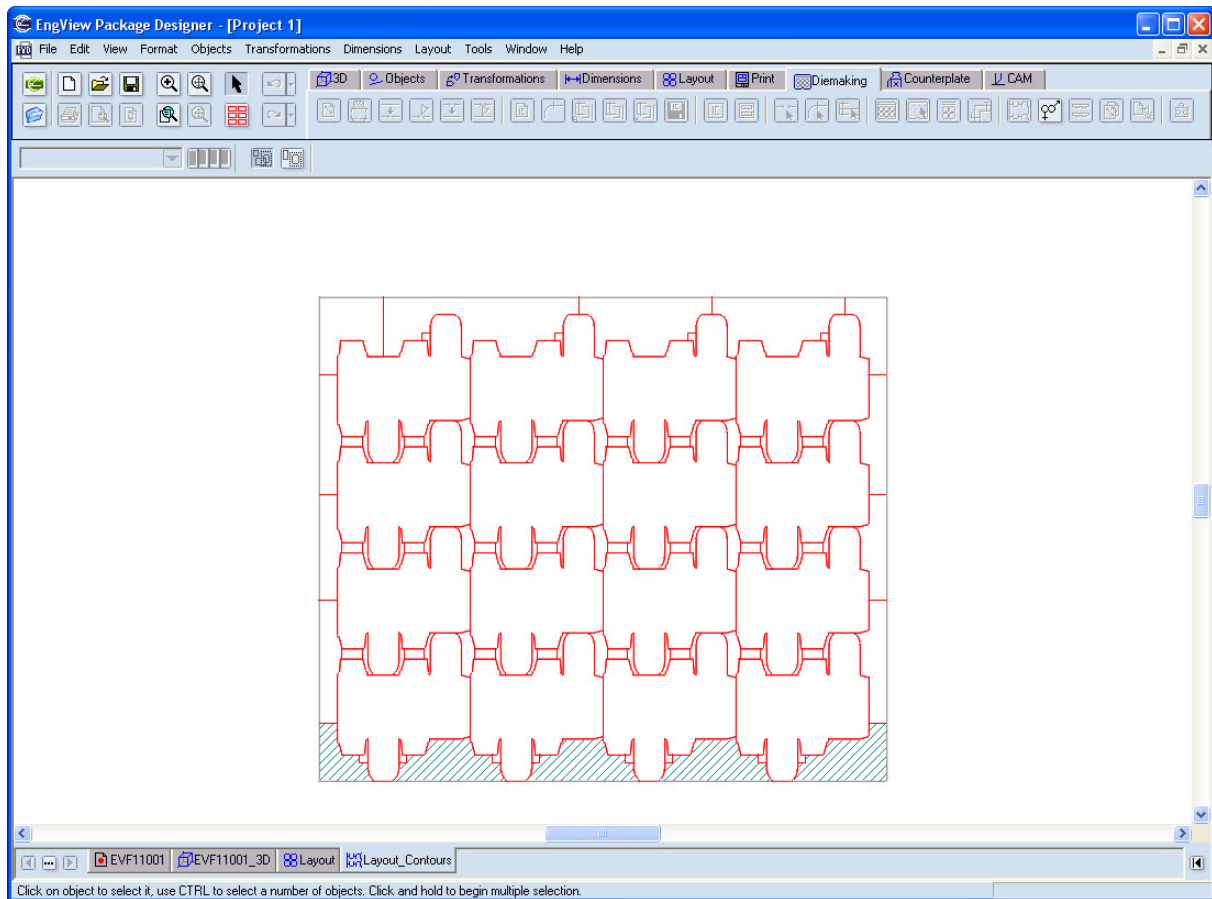 EngView Package Designer - [Project 1]
File Edit View Format Objects Transformations Dimensions Layout Tools Window Help
3D Objects Transformations Dimensions Layout Print Diemaking Counterplate CAM
EVF11001 EVF11001_3D Layout Layout_Contours
Click on object to select it, use CTRL to select a number of objects. Click and hold to begin multiple selection.